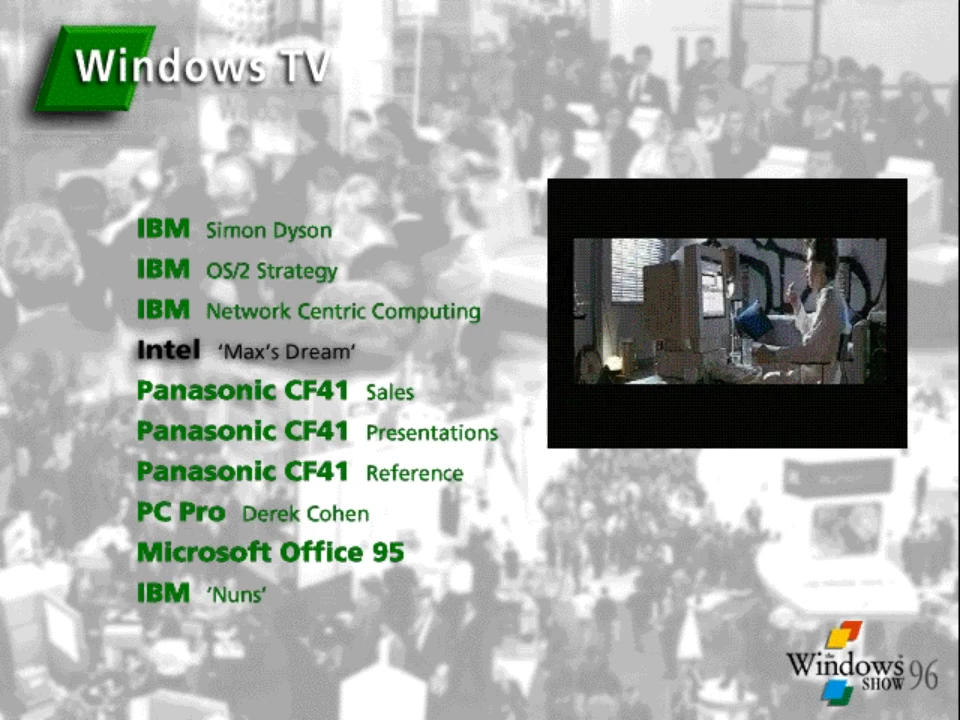 Windows TV
IBM Simon Dyson
IBM OS/2 Strategy
IBM Network Centric Computing
Intel ‘Max’s Dream’
Panasonic CF41 Sales
Panasonic CF41 Presentations
Panasonic CF41 Reference
PC Pro Derek Cohen
Microsoft Office 95
IBM ‘Nuns’
the
Windows
SHOW 96